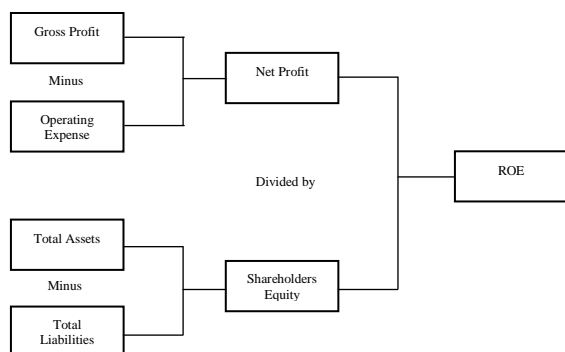 Gross Profit
Minus
Operating
Expense
Net Profit
Divided by
ROE
Total Assets
Minus
Total
Liabilities
Shareholders
Equity